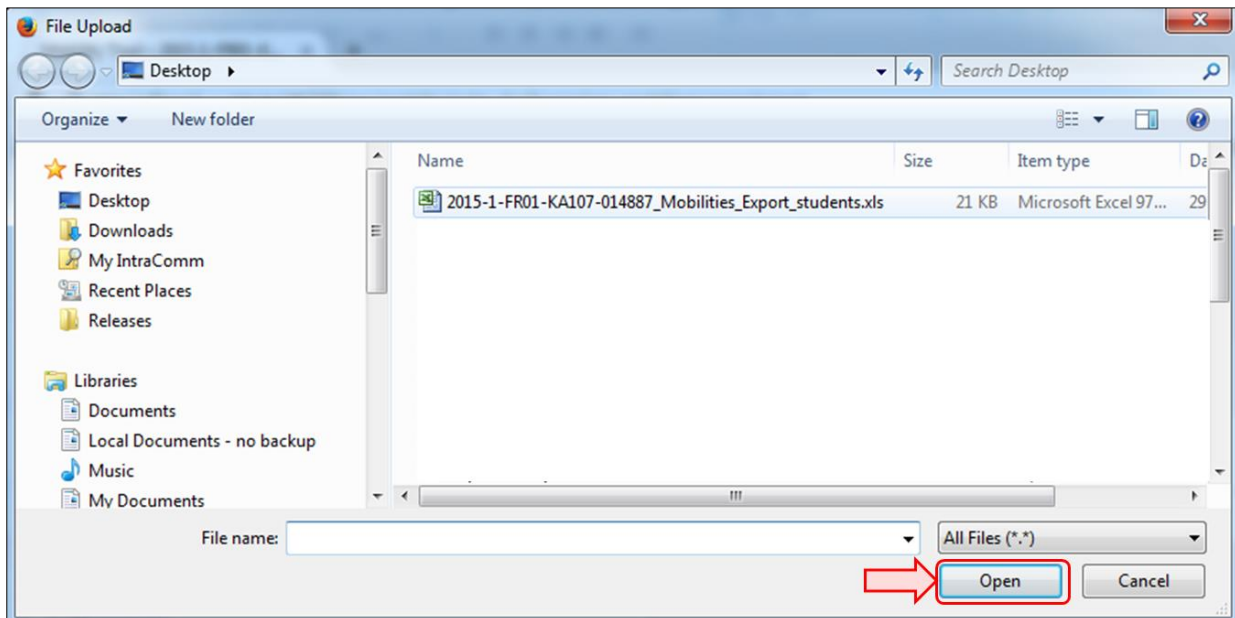 File Upload
Desktop
Search Desktop
Organize
New folder
Name
Size
Item type
Da
Favorites
Desktop
Downloads
My IntraComm
Recent Places
Releases
Libraries
Documents
Local Documents - no backup
Music
My Documents
2015-1-FR01-KA107-014887_Mobilities_Export_students.xls
21 KB
Microsoft Excel 97...
29
File name:
All Files (*.*)
Open
Cancel